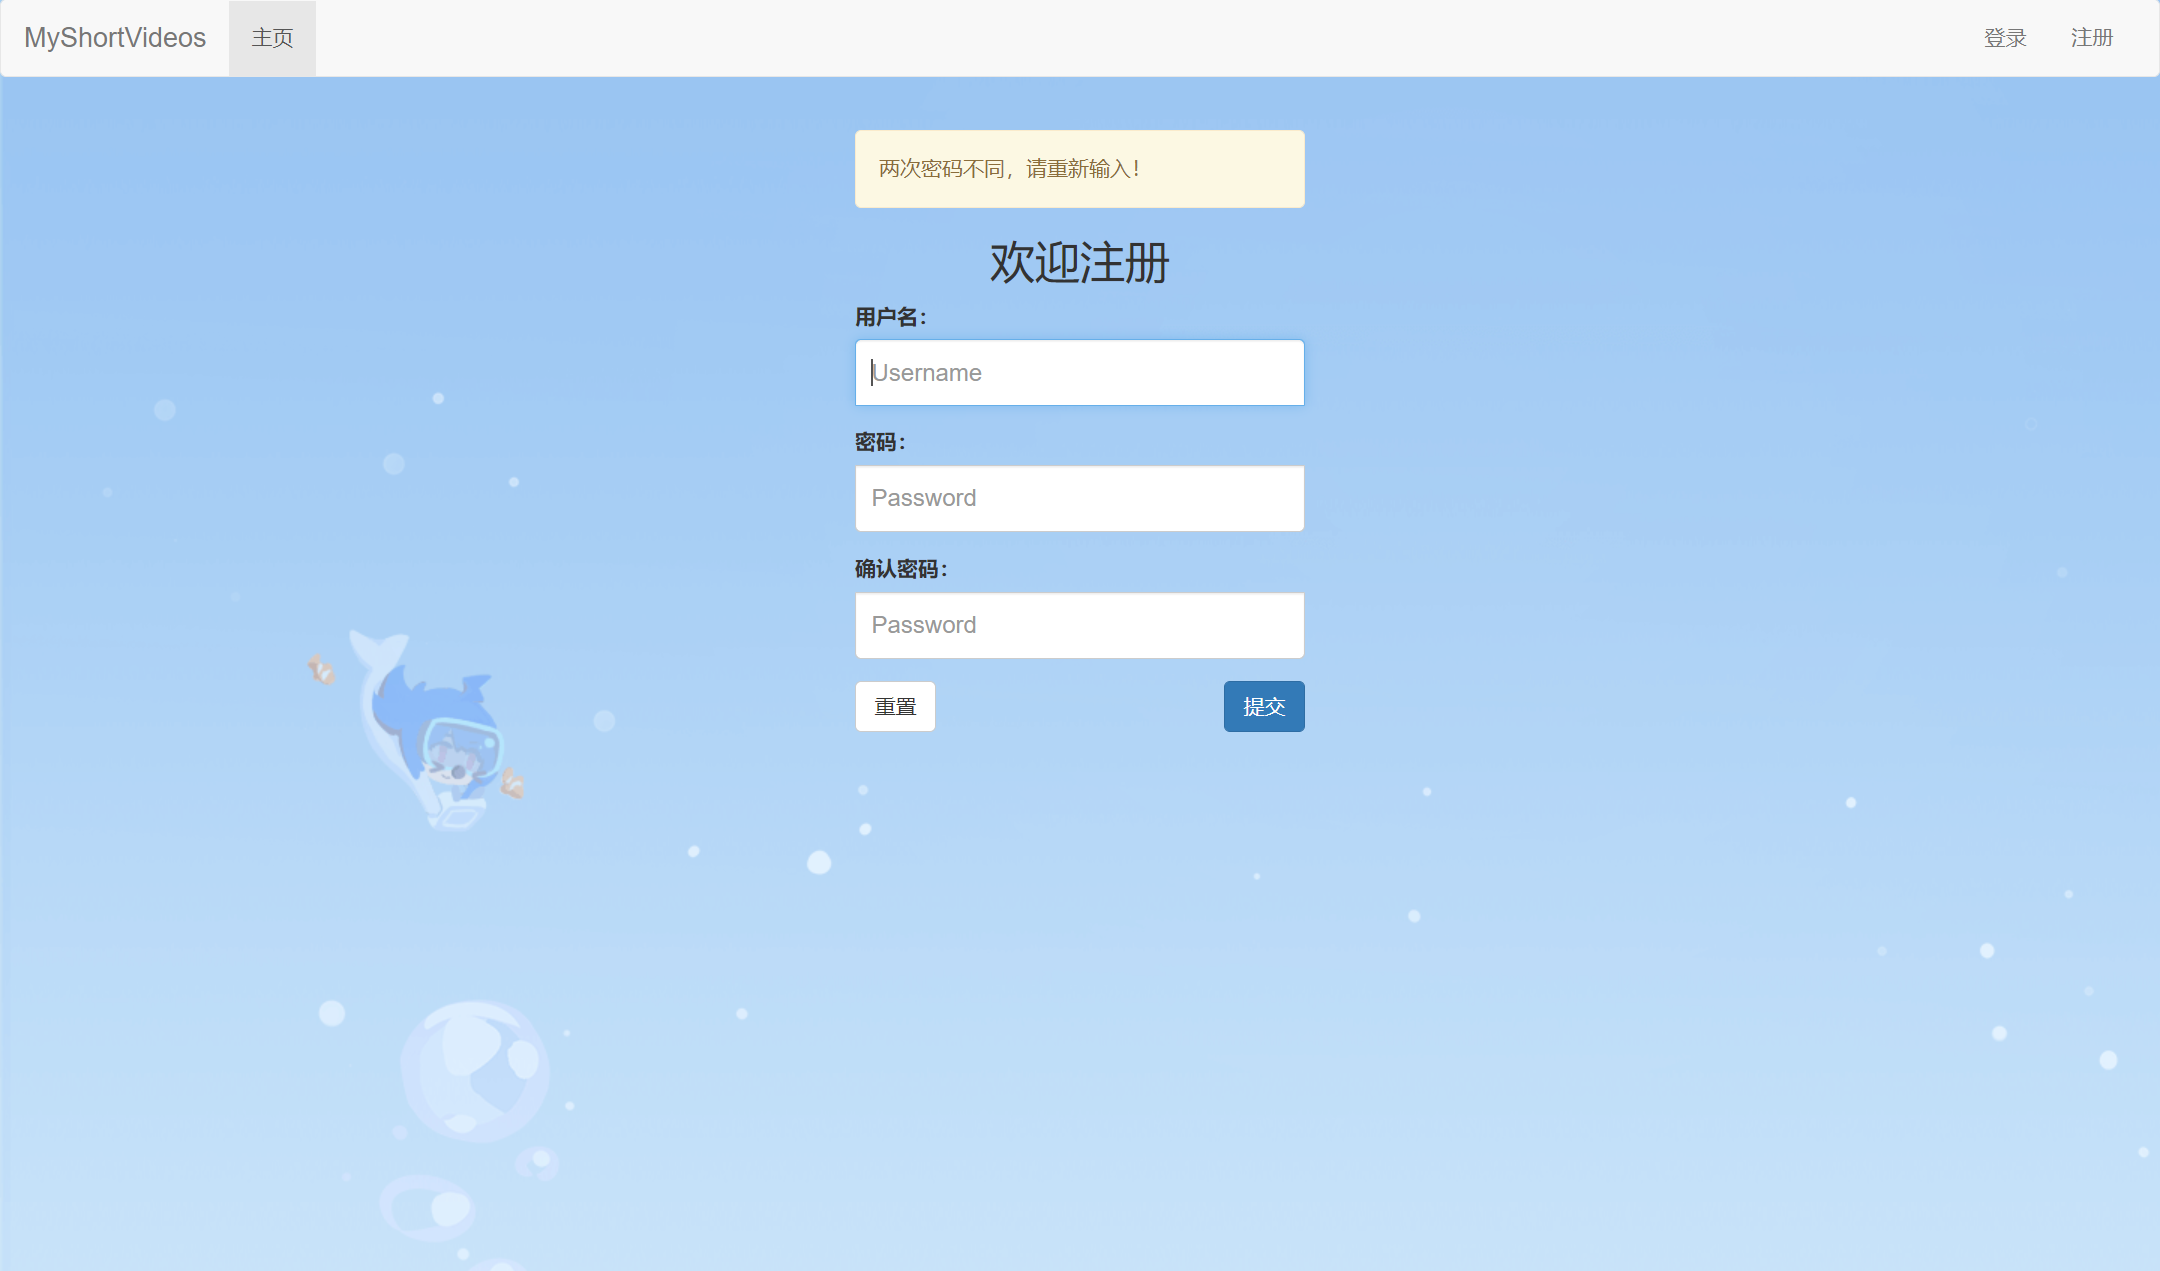 MyShortVideos 主页 登录 注册
两次密码不同，请重新输入！
欢迎注册
用户名：
Username
密码：
Password
确认密码：
Password
重置 提交